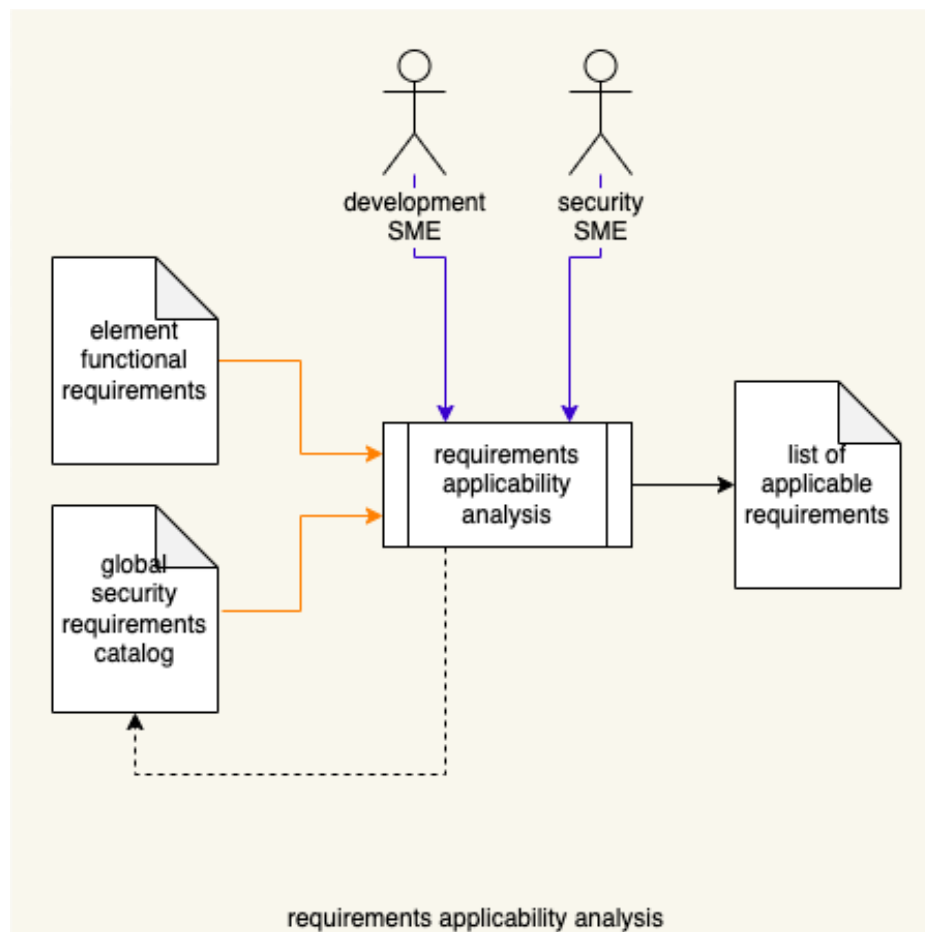 development
SME
security
SME
element
functional
requirements
global
security
requirements
catalog
requirements
applicability
analysis
list of
applicable
requirements
requirements applicability analysis